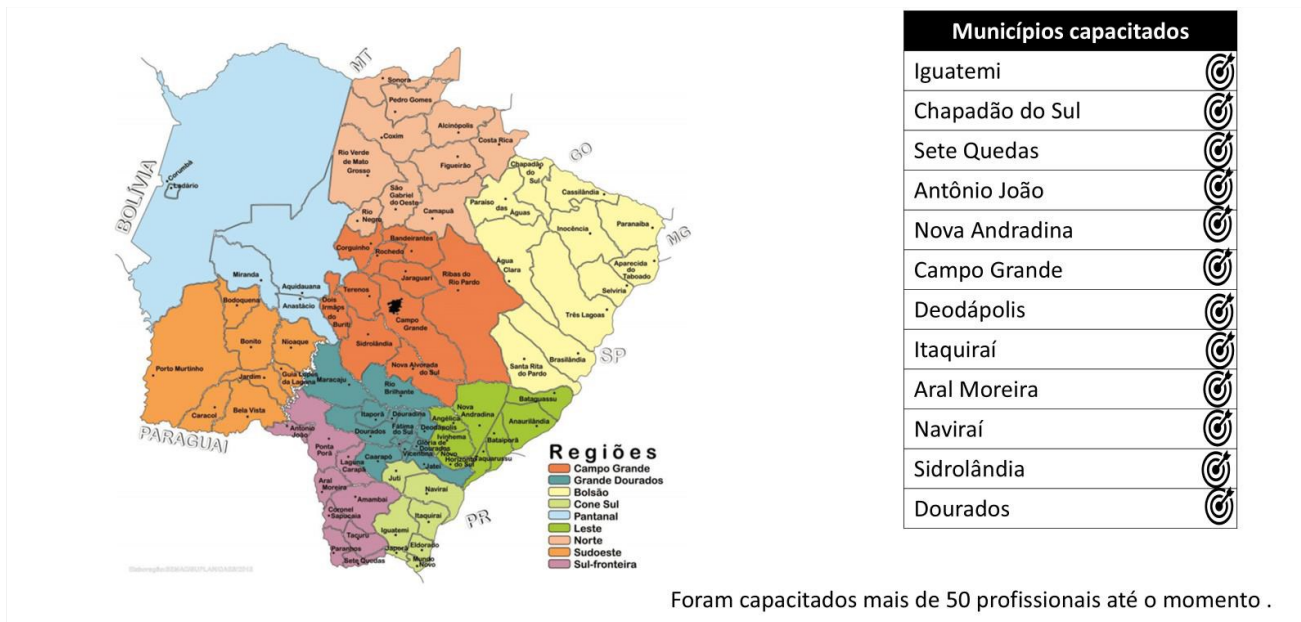 MT
Sonora
Pedro Gomes
Alcinópolis
Coxim
Costa Rica
Rio Verde
de Mato
Grosso
Figueirão
GO
São
Gabriel
do Oeste
Rio
Negro
Camapuã
Chapadão
do
Sul
Cassilândia
Paraíso
das
Águas
Paranaíba
Inocência
MG
BOLÍVIA
Corumbá
Ladário
Corguinho
Bandeirantes
Rochedo
Jaraguari
Ribas do
Rio Pardo
Água
Clara
Aparecida
do
Taboado
Selvíria
Miranda
Aquidauana
Anastácio
Terenos
Dois
Irmãos
do
Buriti
Campo
Grande
Três Lagoas
Bodoquena
Bonito
Nioaque
Sidrolândia
Nova Alvorada
do Sul
Santa Rita
do Pardo
Brasilândia
SP
Porto Murtinho
Jardim
Guia Lopes
da Laguna
Maracaju
Rio
Brilhante
Caracol
Bela Vista
PARAGUAI
Bataguassu
Nova
Andradina
Anaurilândia
Itaporã
Douradina
Angélica
Deodápolis
Dourados
Fátima
do Sul
Ivinhema
Glória de
Dourados
Bataiporã
Antônio
João
Ponta
Porã
Vicentina
Novo
Horizonte
do Sul
Taquarussu
Laguna
Carapã
Caarapó
Jateí
Juti
Naviraí
Aral
Moreira
Amambai
Coronel
Sapucaia
Itaquiraí
PR
Iguatemi
Tacuru
Paranhos
Sete Quedas
Japorã
Eldorado
Mundo
Novo
Regiões
Campo Grande
Grande Dourados
Bolsão
Cone Sul
Pantanal
Leste
Norte
Sudoeste
Sul-fronteira
Municípios capacitados
Iguatemi
Chapadão do Sul
Sete Quedas
Antônio João
Nova Andradina
Campo Grande
Deodápolis
Itaquiraí
Aral Moreira
Naviraí
Sidrolândia
Dourados
Foram capacitados mais de 50 profissionais até o momento .